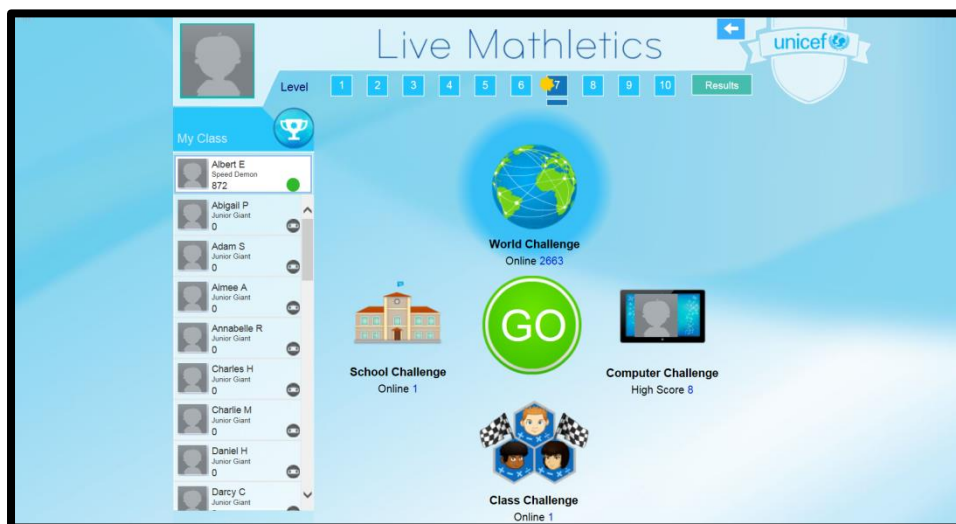 Live Mathletics
unicef
Level 1 2 3 4 5 6 7 8 9 10 Results
My Class
Albert E
Speed Demon
872
Abigail P
Junior Giant
0
Adam S
Junior Giant
0
Aimee A
Junior Giant
0
Annabelle R
Junior Giant
0
Charles H
Junior Giant
0
Charlie M
Junior Giant
0
Daniel H
Junior Giant
0
Darcy C
Junior Giant
World Challenge
Online 2663
School Challenge
Online 1
GO
Computer Challenge
High Score 8
Class Challenge
Online 1